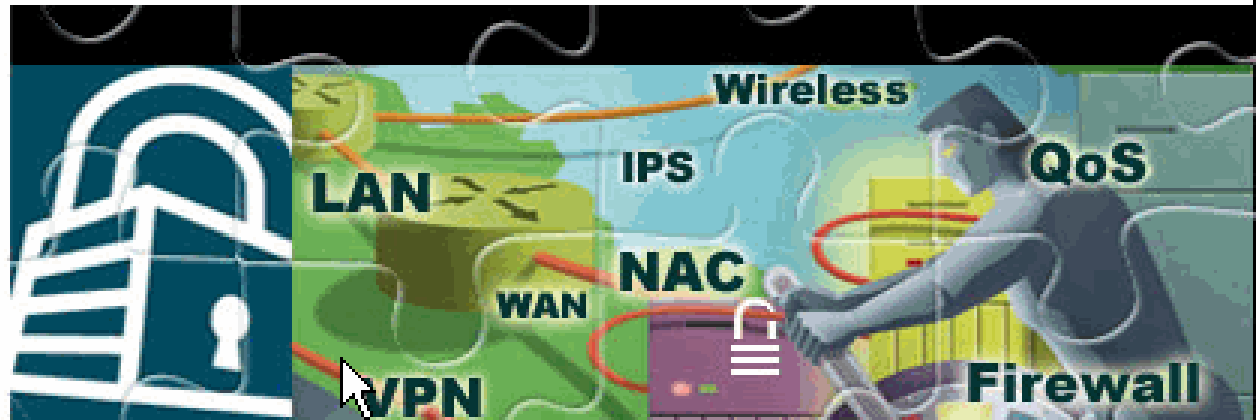 Wireless
IPS
QoS
LAN
NAC
WAN
VPN
Firewall